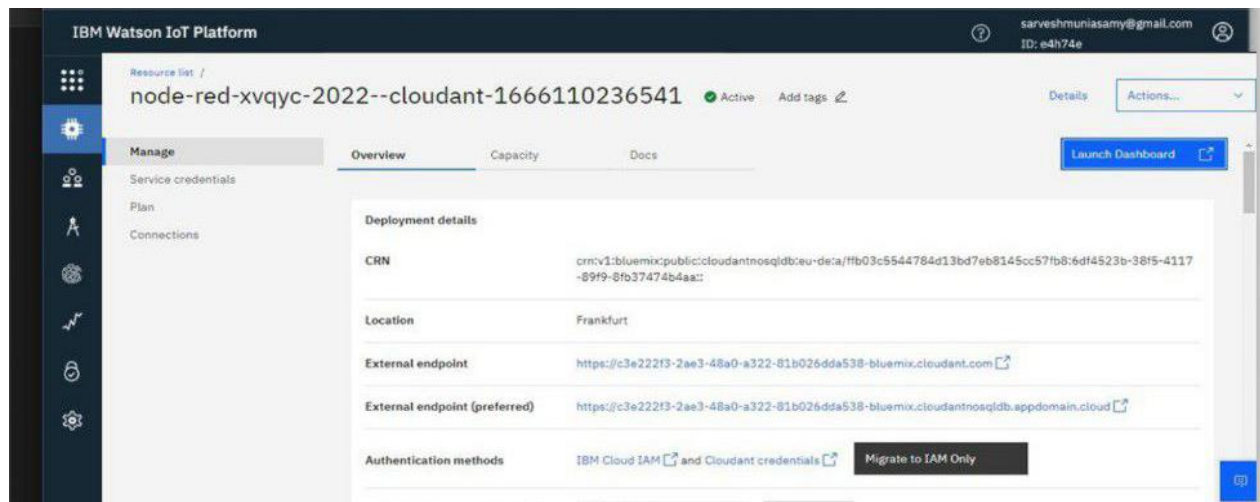 IBM Watson IoT Platform
sarveshmuniasamy@gmail.com
ID: e4h74e
Resource list /
node-red-xvqyc-2022--cloudant-1666110236541 Active Add tags
Details Actions...
Manage
Service credentials
Plan
Connections
Overview Capacity Docs
Launch Dashboard
Deployment details
CRN crn:v1:bluemix:public:cloudantnosqldb:eu-de:a/ffb03c5544784d13bd7eb8145cc57fb8:6df4523b-38f5-4117
-89f9-8fb37474b4aa::
Location Frankfurt
External endpoint https://c3e222f3-2ae3-48a0-a322-81b026dda538-bluemix.cloudant.com
External endpoint (preferred) https://c3e222f3-2ae3-48a0-a322-81b026dda538-bluemix.cloudantnosqldb.appdomain.cloud
Authentication methods IBM Cloud IAM and Cloudant credentials Migrate to IAM Only